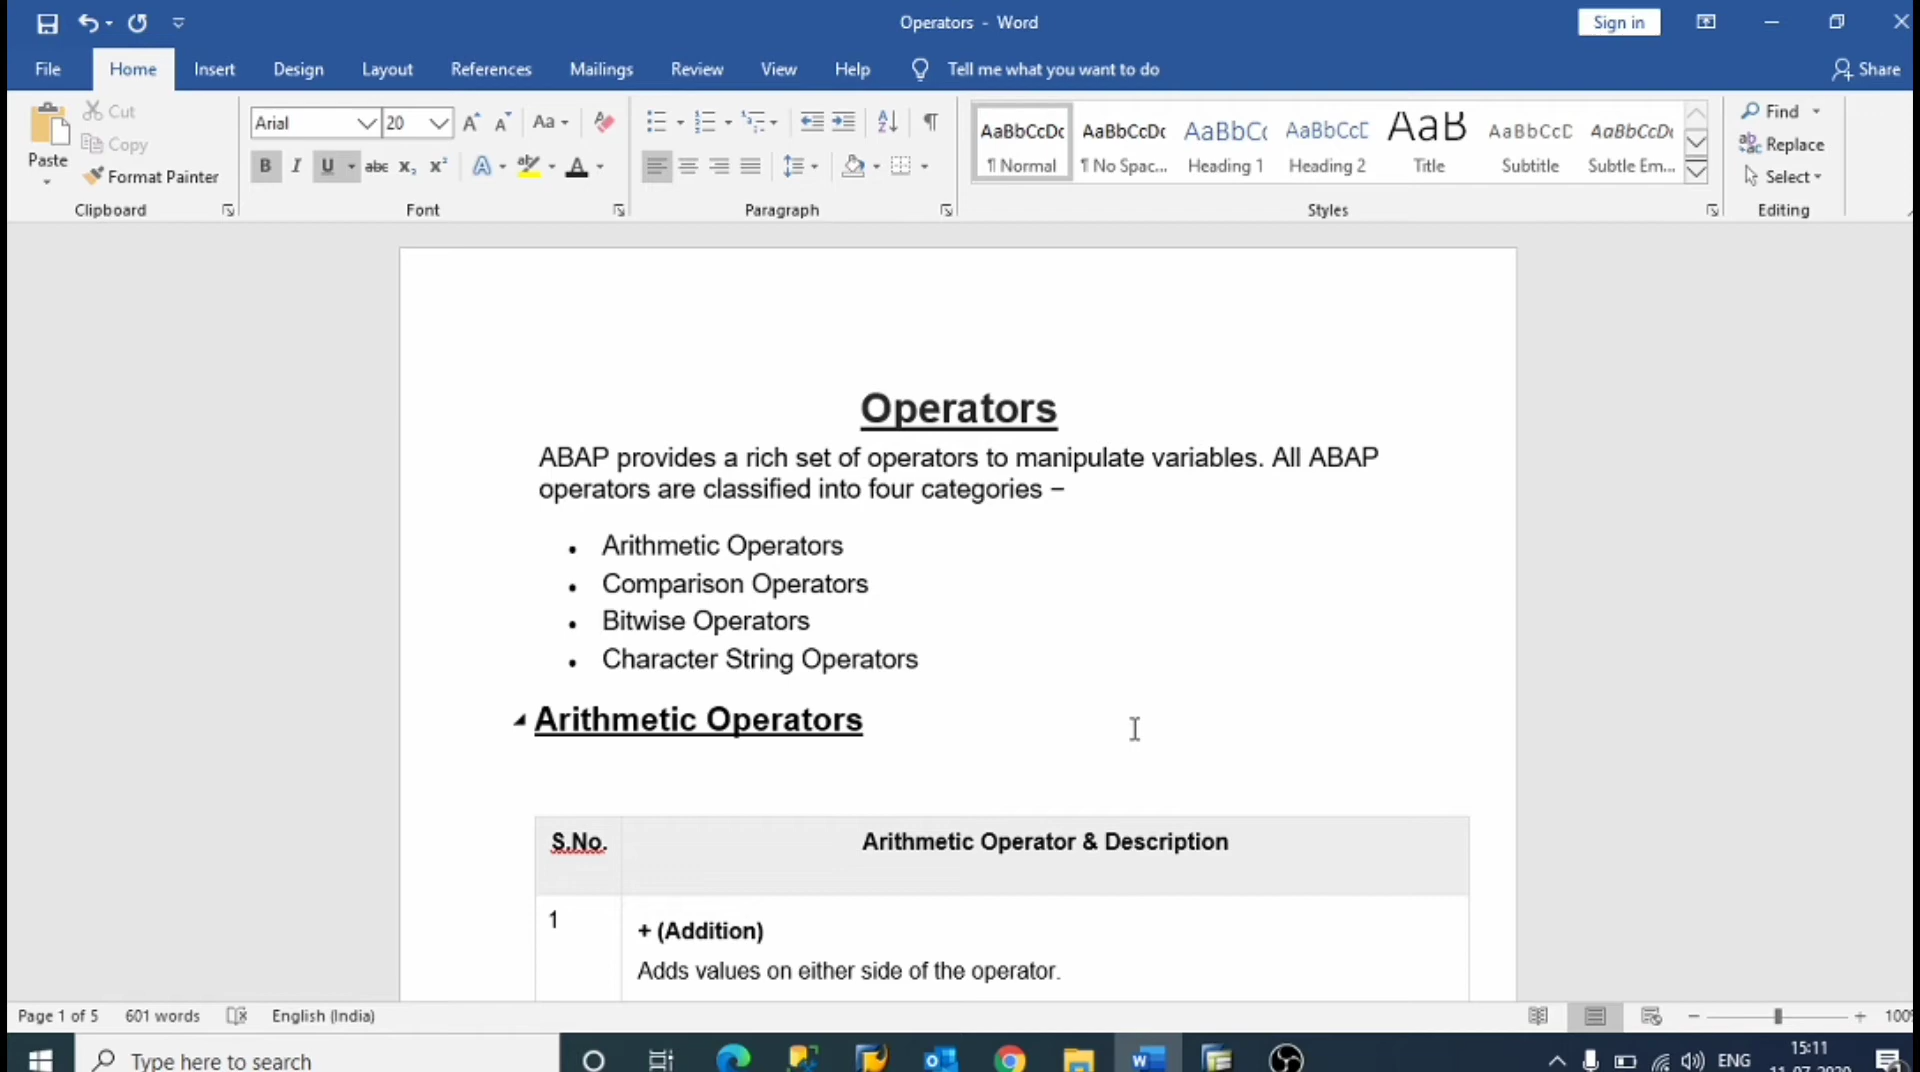 Operators - Word
Sign in
File Home Insert Design Layout References Mailings Review View Help Tell me what you want to do Share
Paste
Cut
Copy
Format Painter
Clipboard
Arial 20
Font
Paragraph
AaBbCcDc AaBbCcDc AaBbCc AaBbCcD AaB AaBbCcD AaBbCcDc
¶ Normal ¶ No Spac... Heading 1 Heading 2 Title Subtitle Subtle Em...
Styles
Find
Replace
Select
Editing
Operators
ABAP provides a rich set of operators to manipulate variables. All ABAP
operators are classified into four categories −
• Arithmetic Operators
• Comparison Operators
• Bitwise Operators
• Character String Operators
Arithmetic Operators
S.No. Arithmetic Operator & Description
1
+ (Addition)
Adds values on either side of the operator.
Page 1 of 5 601 words English (India)
Type here to search
ENG
15:11